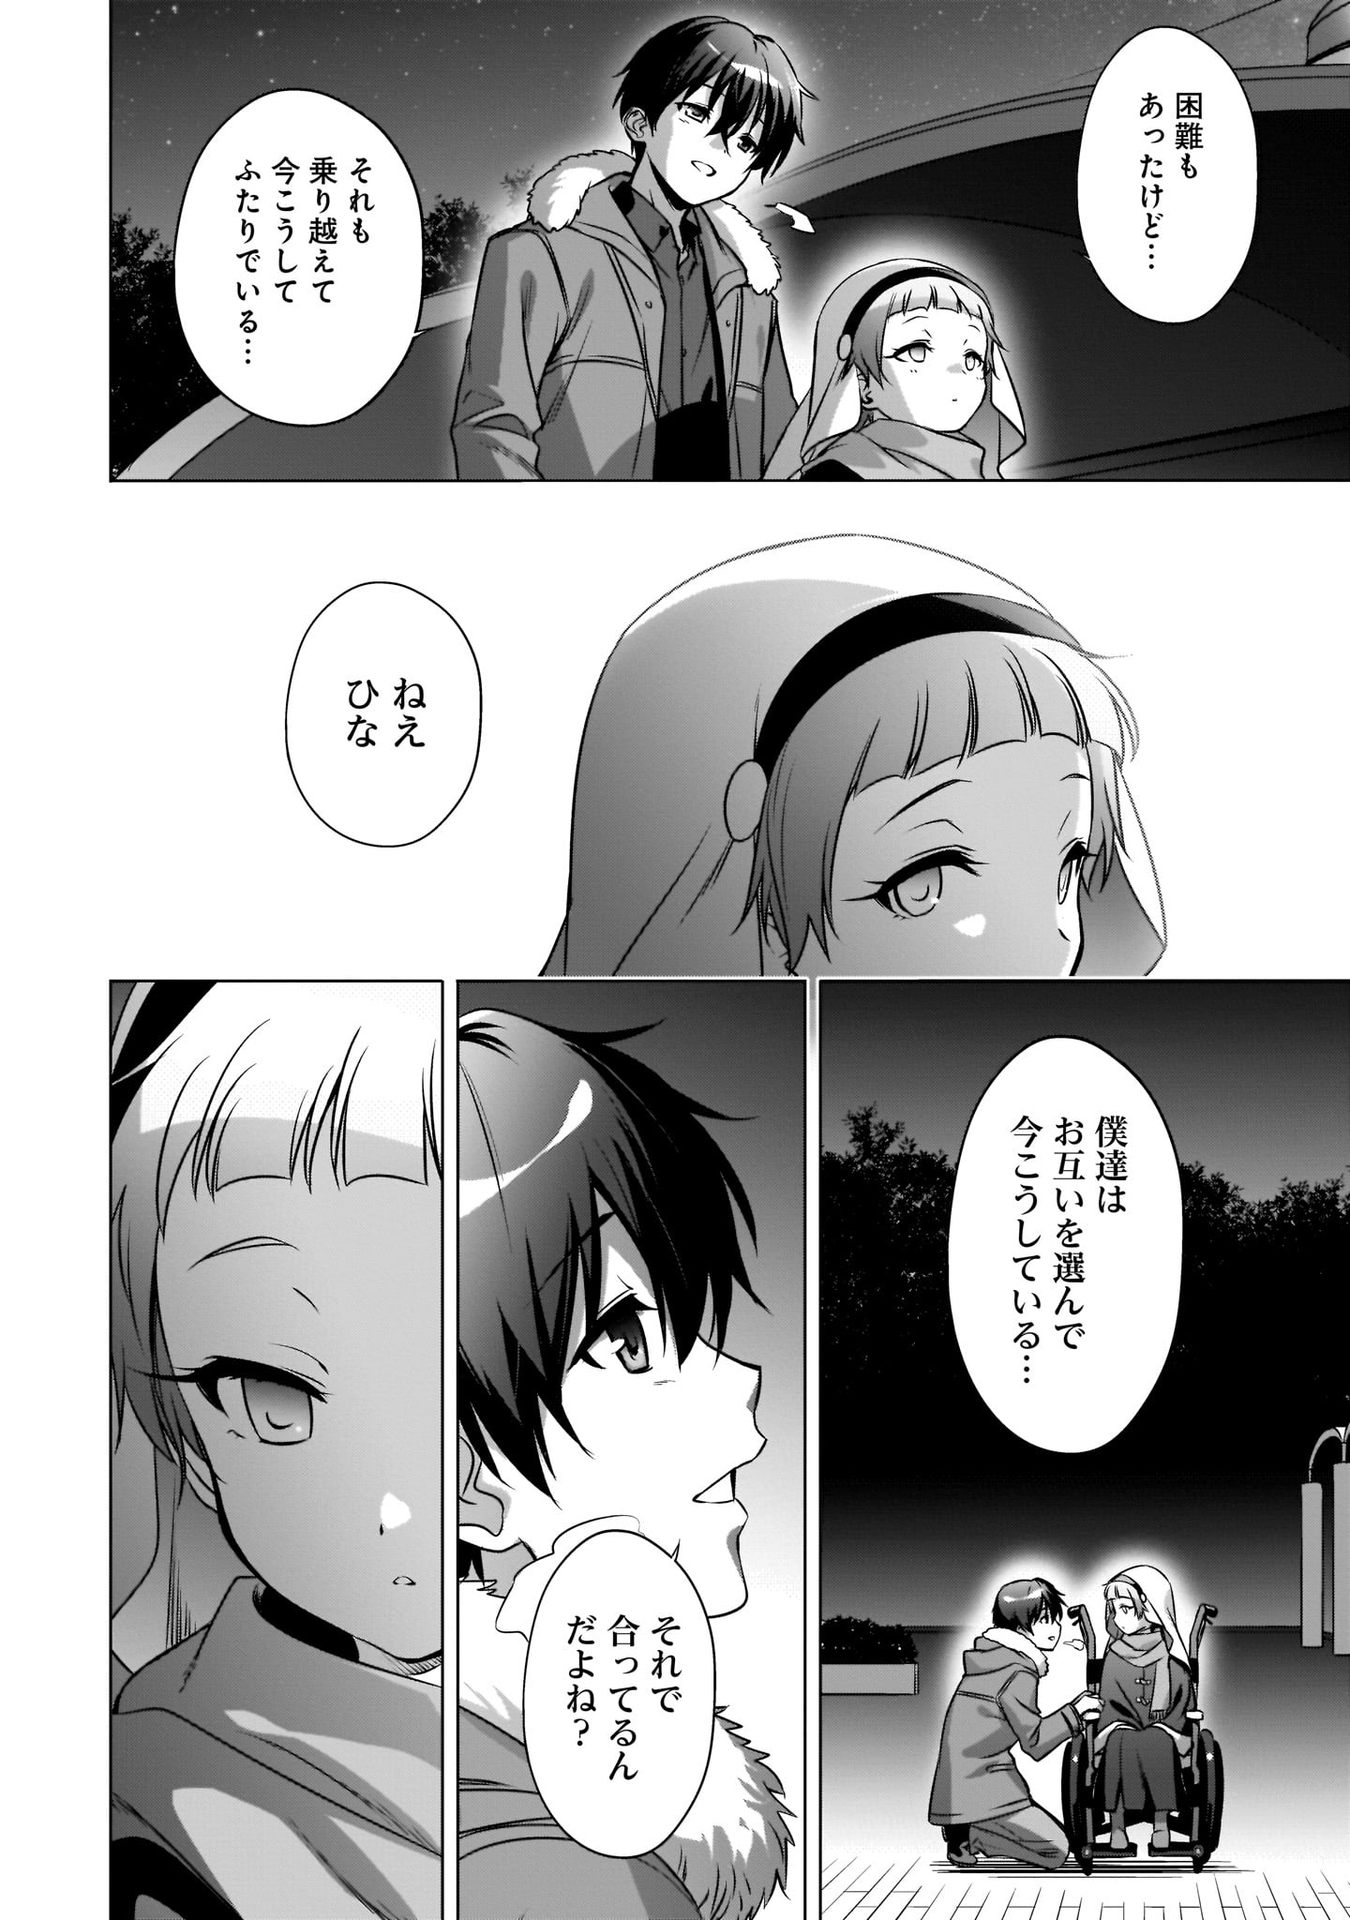 困難も
あったけど…
それも
乗り越えて
今こうして
ふたりでいる…
ねえ
ひな
僕達は
お互いを選んで
今こうしている…
それで
合ってるん
だよね?